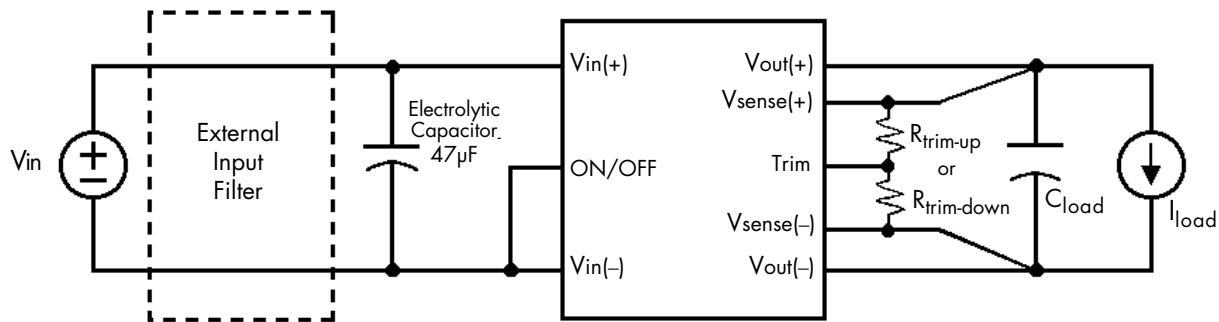 Vin
External
Input
Filter
Electrolytic
Capacitor
47µF
Vin(+)
ON/OFF
Vin(–)
Vout(+)
Vsense(+)
Trim
Vsense(–)
Vout(–)
Rtrim-up
or
Rtrim-down
Cload
Iload